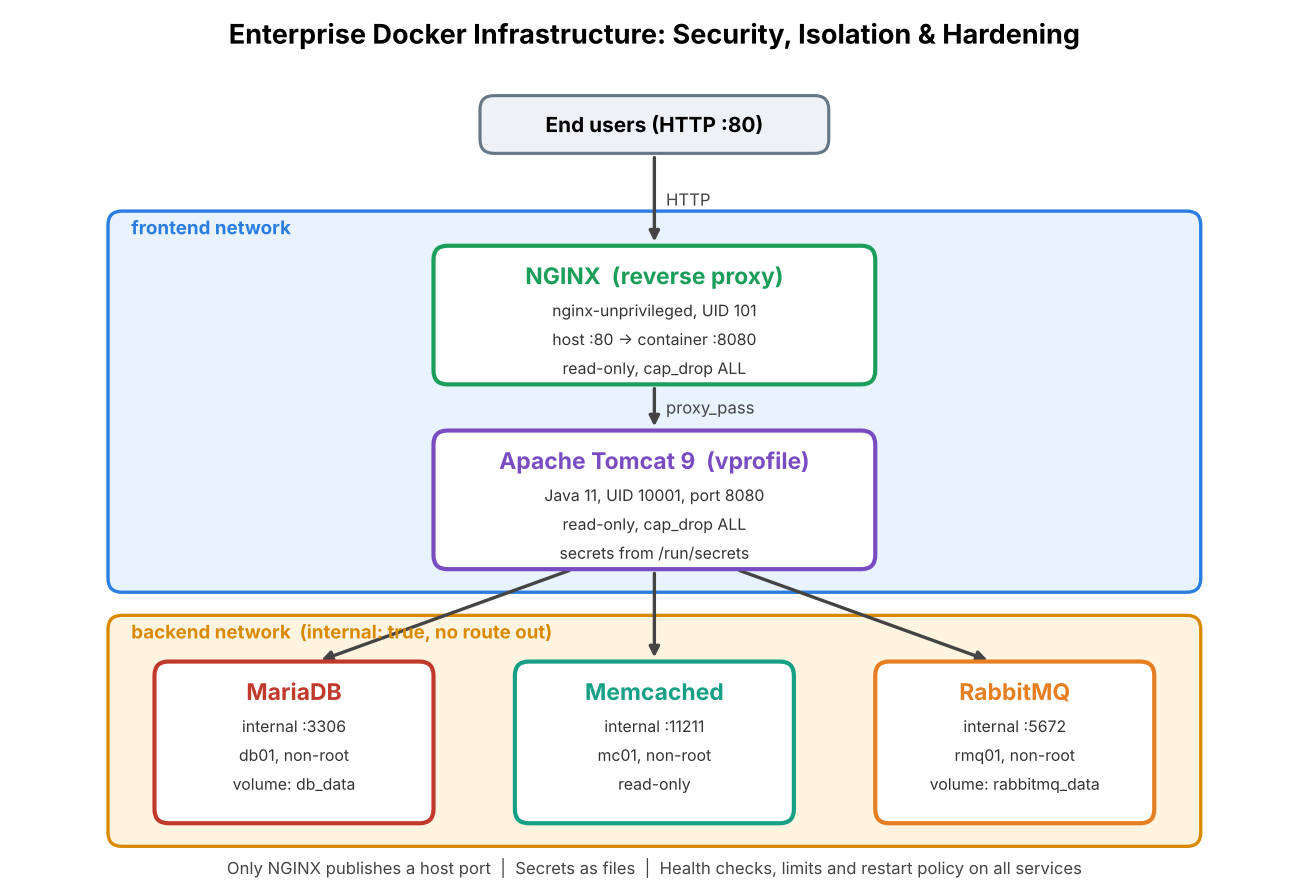 Enterprise Docker Infrastructure: Security, Isolation & Hardening
End users (HTTP :80)
HTTP
frontend network
NGINX (reverse proxy)
nginx-unprivileged, UID 101
host :80 → container :8080
read-only, cap_drop ALL
proxy_pass
Apache Tomcat 9 (vprofile)
Java 11, UID 10001, port 8080
read-only, cap_drop ALL
secrets from /run/secrets
backend network (internal: true, no route out)
MariaDB
internal :3306
db01, non-root
volume: db_data
Memcached
internal :11211
mc01, non-root
read-only
RabbitMQ
internal :5672
rmq01, non-root
volume: rabbitmq_data
Only NGINX publishes a host port | Secrets as files | Health checks, limits and restart policy on all services